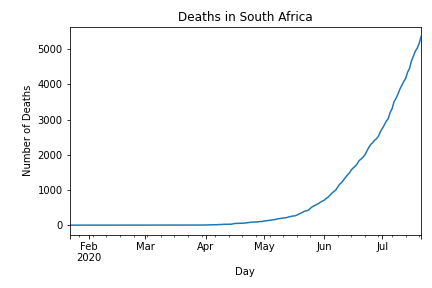 Deaths in South Africa
Number of Deaths
5000
4000
3000
2000
1000
0
Feb Mar Apr May Jun Jul
2020
Day